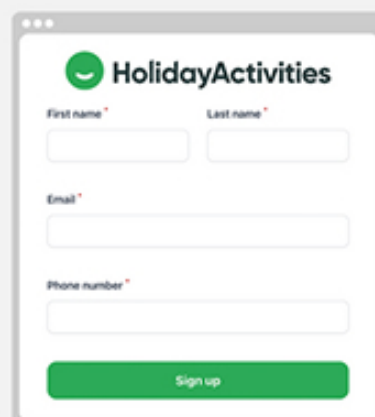 HolidayActivities
First name * Last name *
Email *
Phone number *
Sign up